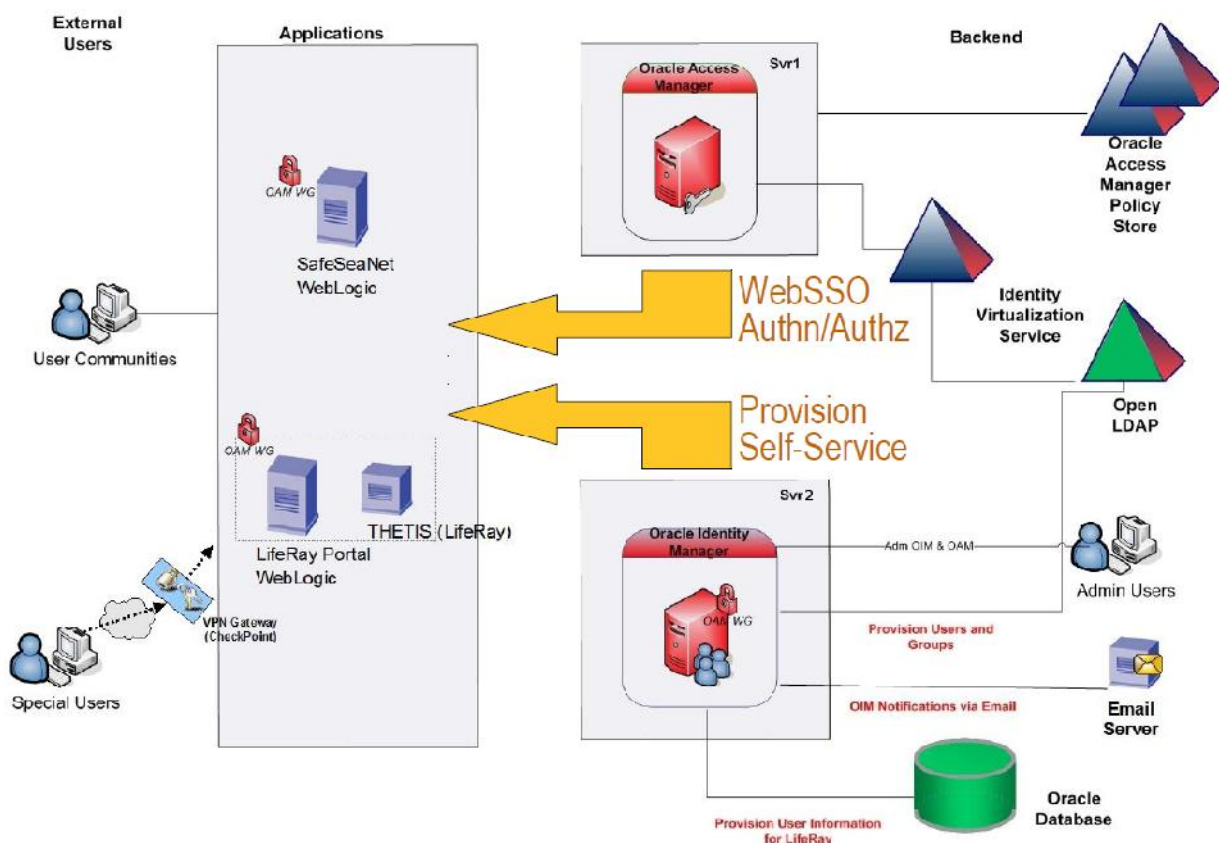 External
Users
Applications
Svr1
Backend
Oracle Access
Manager
Oracle
Access
Manager
Policy
Store
OAM WG
SafeSeaNet
WebLogic
WebSSO
Authn/Authz
Identity
Virtualization
Service
User Communities
Open
LDAP
Provision
Self-Service
OAM WG
THETIS (LifeRay)
LifeRay Portal
WebLogic
Svr2
Oracle Identity
Manager
OAM WG
Adm OIM & OAM
Admin Users
VPN Gateway
(CheckPoint)
Provision Users and
Groups
Special Users
OIM Notifications via Email
Email
Server
Oracle
Database
Provision User Information
for LifeRay